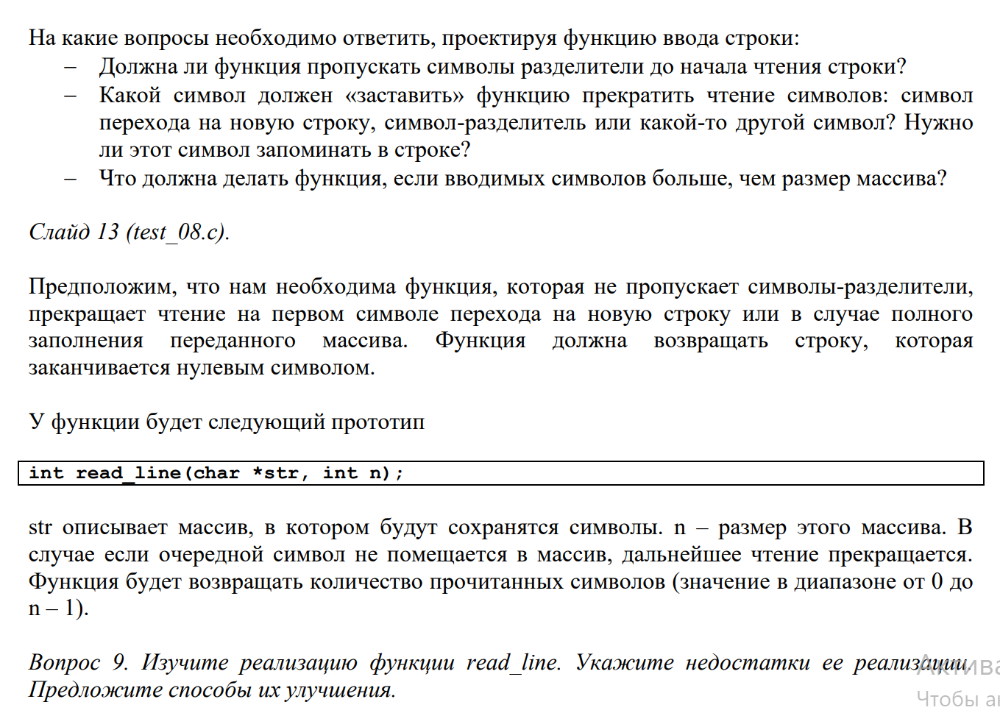 На какие вопросы необходимо ответить, проектируя функцию ввода строки:
– Должна ли функция пропускать символы разделители до начала чтения строки?
– Какой символ должен «заставить» функцию прекратить чтение символов: символ
перехода на новую строку, символ-разделитель или какой-то другой символ? Нужно
ли этот символ запоминать в строке?
– Что должна делать функция, если вводимых символов больше, чем размер массива?
Слайд 13 (test_08.c).
Предположим, что нам необходима функция, которая не пропускает символы-разделители,
прекращает чтение на первом символе перехода на новую строку или в случае полного
заполнения переданного массива. Функция должна возвращать строку, которая
заканчивается нулевым символом.
У функции будет следующий прототип
int read_line(char *str, int n);
str описывает массив, в котором будут сохранятся символы. n – размер этого массива. В
случае если очередной символ не помещается в массив, дальнейшее чтение прекращается.
Функция будет возвращать количество прочитанных символов (значение в диапазоне от 0 до
n – 1).
Вопрос 9. Изучите реализацию функции read_line. Укажите недостатки ее реализации.
Предложите способы их улучшения.
Актива
Чтобы ак